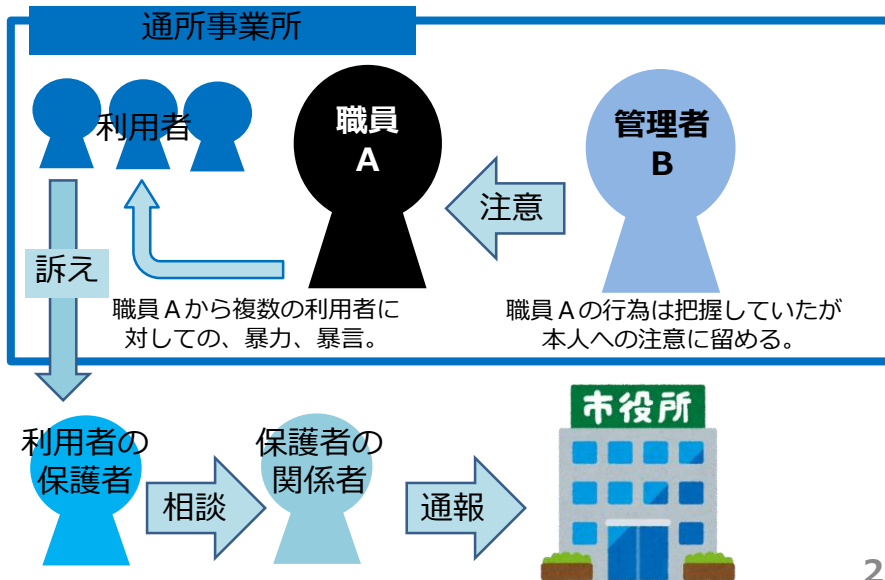 通所事業所
利用者
職員
A
管理者
B
注意
訴え
職員Aから複数の利用者に
対しての、暴力、暴言。
職員Aの行為は把握していたが
本人への注意に留める。
利用者の
保護者
相談
保護者の
関係者
通報
市役所
2